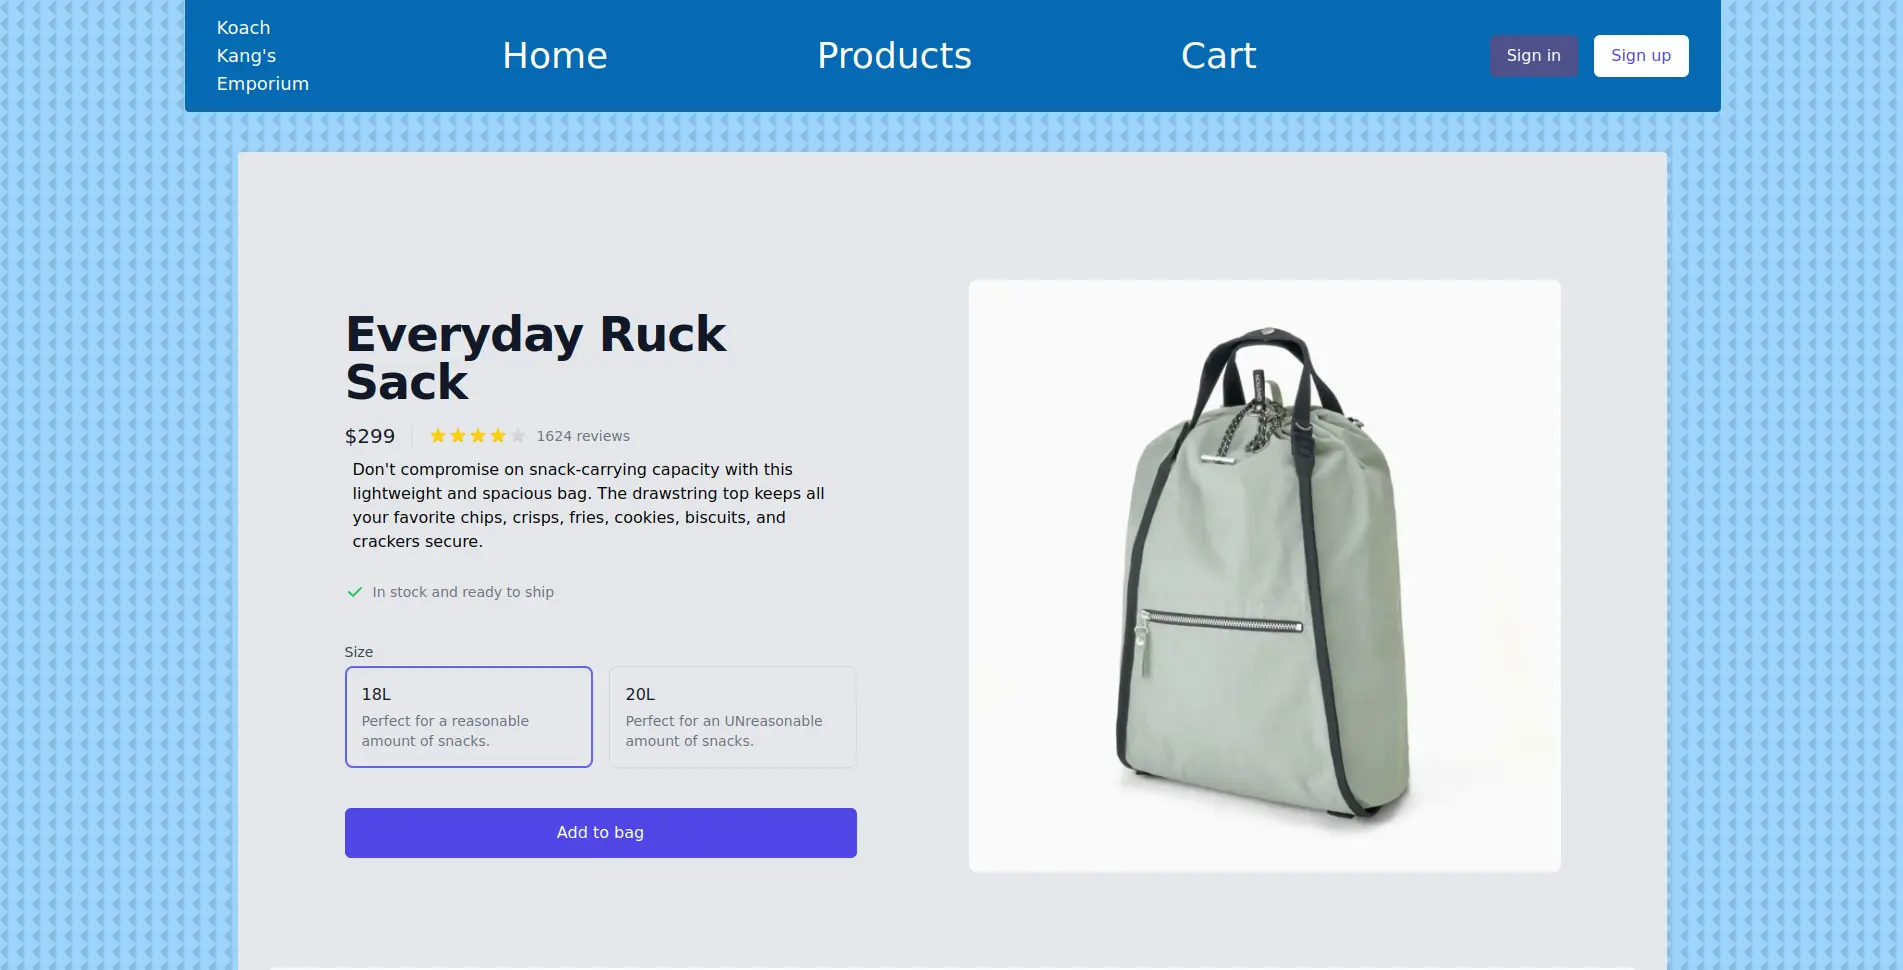 Koach
Kang's
Emporium
Home
Products
Cart
Sign in
Sign up
Everyday Ruck
Sack
$299
1624 reviews
Don't compromise on snack-carrying capacity with this
lightweight and spacious bag. The drawstring top keeps all
your favorite chips, crisps, fries, cookies, biscuits, and
crackers secure.
In stock and ready to ship
Size
18L
Perfect for a reasonable
amount of snacks.
20L
Perfect for an UNreasonable
amount of snacks.
Add to bag